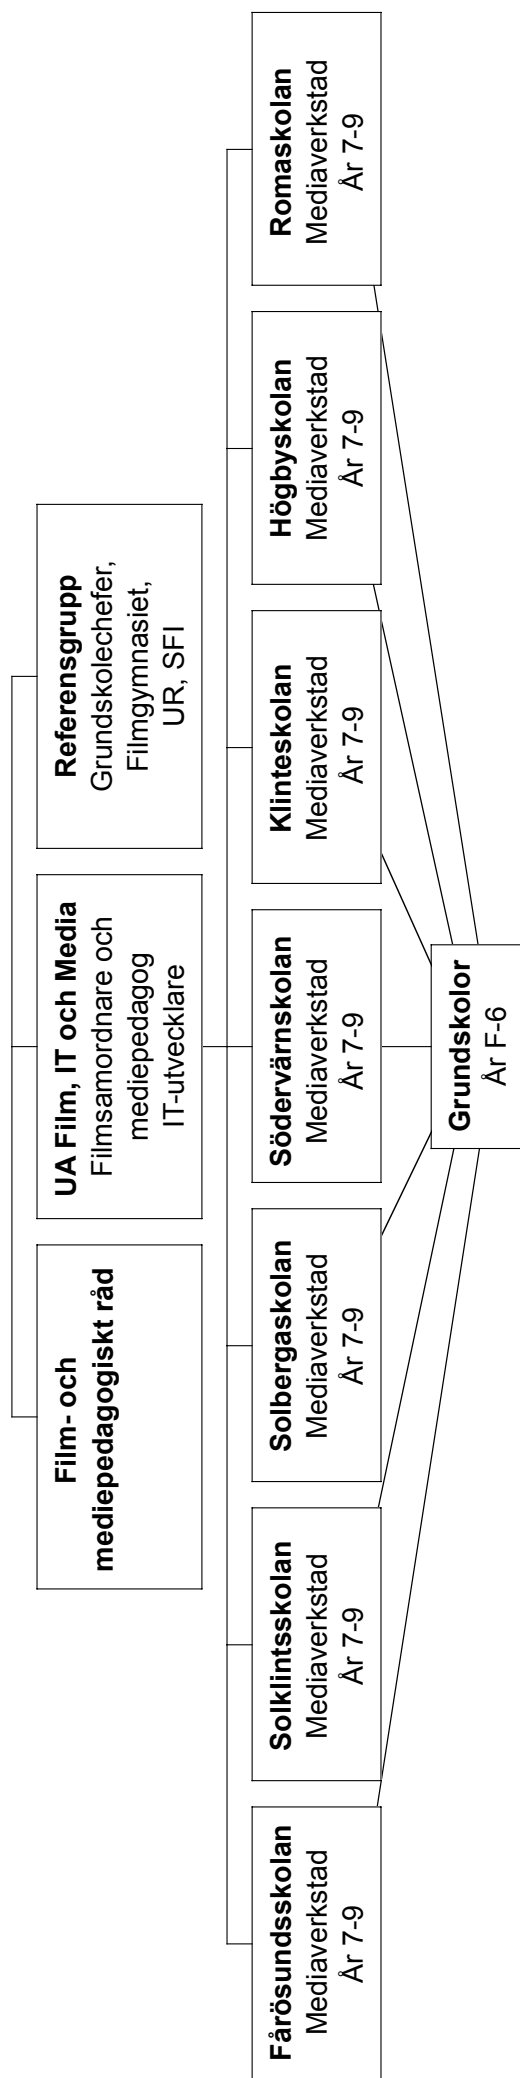 Film- och
mediepedagogiskt råd
UA Film, IT och Media
Filmsamordnare och
mediepedagog
IT-utvecklare
Referensgrupp
Grundskolechefer,
Filmgymnasiet,
UR, SFI
Fårösundsskolan
Mediaverkstad
År 7-9
Solklintsskolan
Mediaverkstad
År 7-9
Solbergaskolan
Mediaverkstad
År 7-9
Södervärnskolan
Mediaverkstad
År 7-9
Klinteskolan
Mediaverkstad
År 7-9
Högbyskolan
Mediaverkstad
År 7-9
Romaskolan
Mediaverkstad
År 7-9
Grundskolor
År F-6